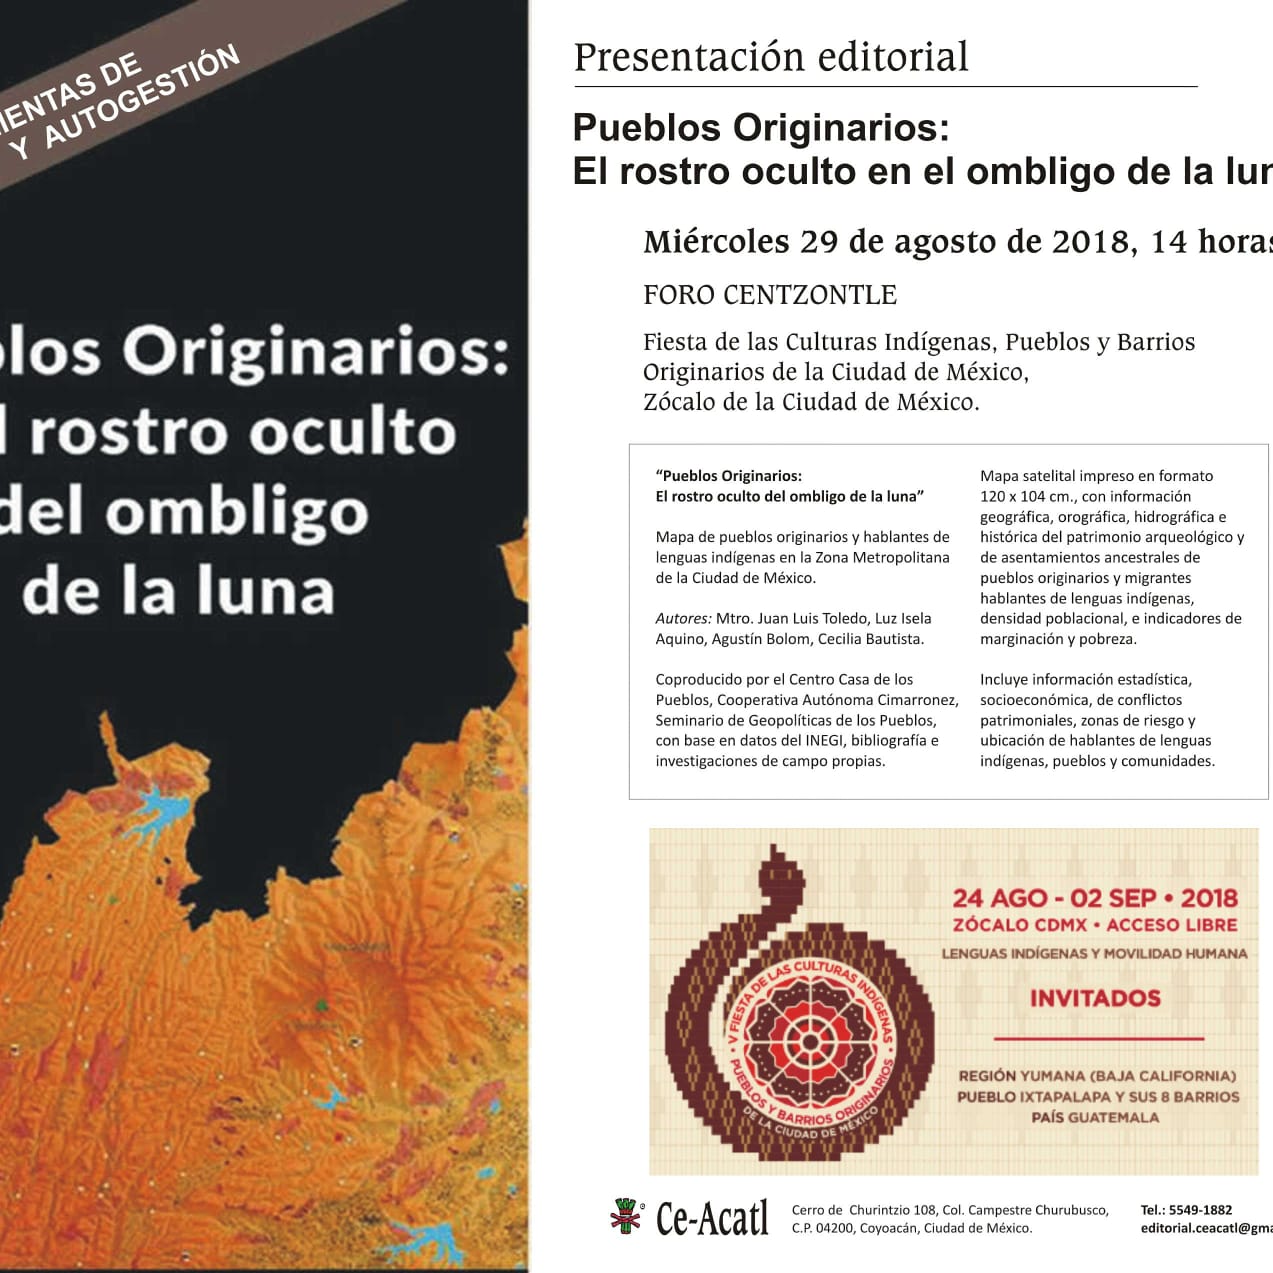 MIENTAS DE
Y AUTOGESTIÓN
blos Originarios:
l rostro oculto
del ombligo
de la luna
Presentación editorial
Pueblos Originarios:
El rostro oculto en el ombligo de la lun
Miércoles 29 de agosto de 2018, 14 horas
FORO CENTZONTLE
Fiesta de las Culturas Indígenas, Pueblos y Barrios
Originarios de la Ciudad de México,
Zócalo de la Ciudad de México.
“Pueblos Originarios:
El rostro oculto del ombligo de la luna”
Mapa de pueblos originarios y hablantes de
lenguas indígenas en la Zona Metropolitana
de la Ciudad de México.
Autores: Mtro. Juan Luis Toledo, Luz Isela
Aquino, Agustín Bolom, Cecilia Bautista.
Coproducido por el Centro Casa de los
Pueblos, Cooperativa Autónoma Cimarronez,
Seminario de Geopolíticas de los Pueblos,
con base en datos del INEGI, bibliografía e
investigaciones de campo propias.
Mapa satelital impreso en formato
120 x 104 cm., con información
geográfica, orográfica, hidrográfica e
histórica del patrimonio arqueológico y
de asentamientos ancestrales de
pueblos originarios y migrantes
hablantes de lenguas indígenas,
densidad poblacional, e indicadores de
marginación y pobreza.
Incluye información estadística,
socioeconómica, de conflictos
patrimoniales, zonas de riesgo y
ubicación de hablantes de lenguas
indígenas, pueblos y comunidades.
• V FIESTA DE LAS CULTURAS INDÍGENAS •
PUEBLOS Y BARRIOS ORIGINARIOS
DE LA CIUDAD DE MÉXICO
24 AGO - 02 SEP • 2018
ZÓCALO CDMX • ACCESO LIBRE
LENGUAS INDÍGENAS Y MOVILIDAD HUMANA
INVITADOS
REGIÓN YUMANA (BAJA CALIFORNIA)
PUEBLO IXTAPALAPA Y SUS 8 BARRIOS
PAÍS GUATEMALA
Ce-Acatl
Cerro de Churintzio 108, Col. Campestre Churubusco,
C.P. 04200, Coyoacán, Ciudad de México.
Tel.: 5549-1882
editorial.ceacatl@gma